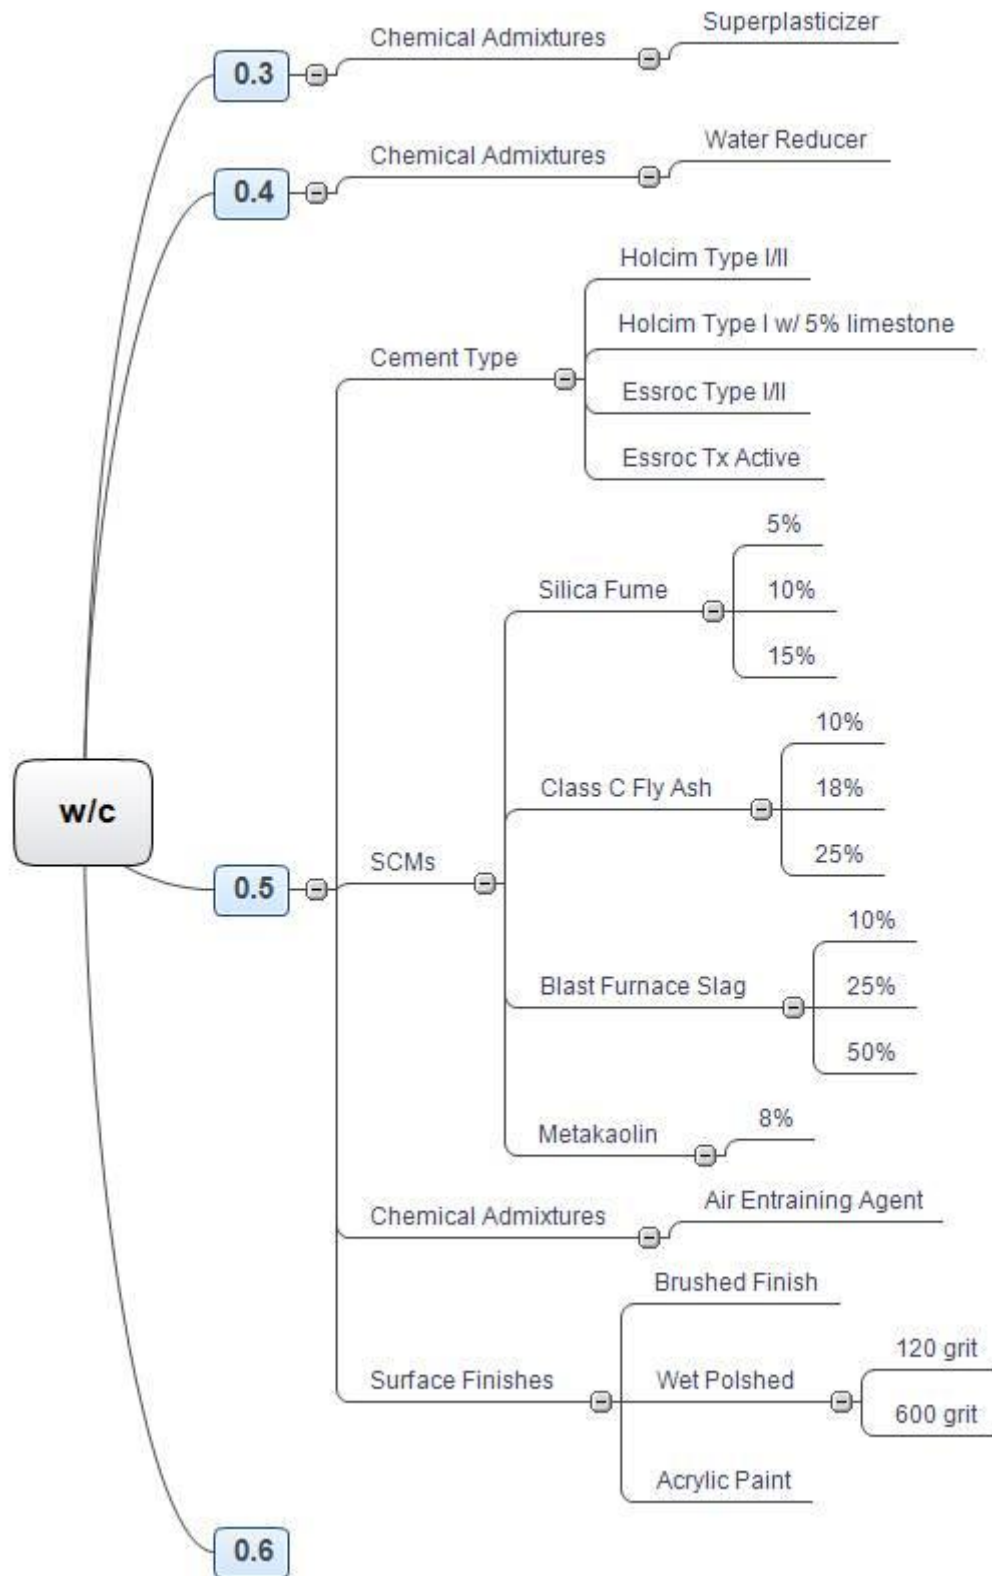 Superplasticizer
Chemical Admixtures
0.3
Water Reducer
Chemical Admixtures
0.4
Holcim Type I/II
Holcim Type I w/ 5% limestone
Cement Type
Essroc Type I/II
Essroc Tx Active
5%
Silica Fume
10%
15%
10%
Class C Fly Ash
18%
25%
w/c
SCMs
0.5
10%
Blast Furnace Slag
25%
50%
8%
Metakaolin
Air Entraining Agent
Chemical Admixtures
Brushed Finish
120 grit
Surface Finishes
Wet Polshed
600 grit
Acrylic Paint
0.6